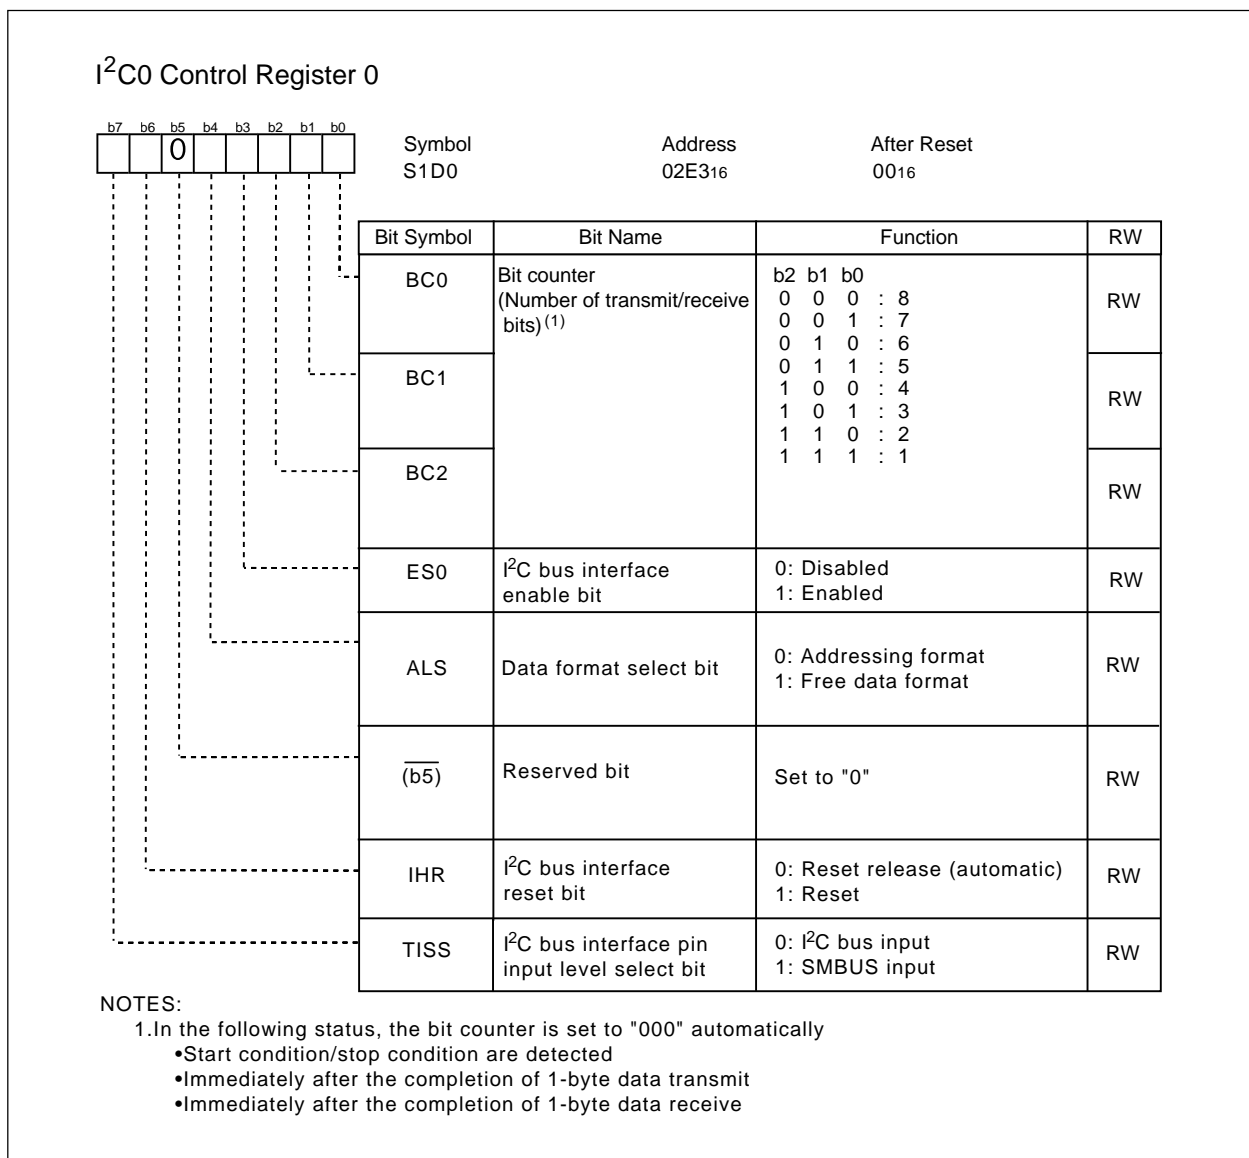 I²C0 Control Register 0
b7 b6 b5 b4 b3 b2 b1 b0
0
Symbol Address After Reset
S1D0 02E316 0016
Bit Symbol Bit Name Function RW
BC0 Bit counter b2 b1 b0
(Number of transmit/receive 0 0 0 : 8 RW
bits)(1) 0 0 1 : 7
0 1 0 : 6
0 1 1 : 5
BC1 1 0 0 : 4
1 0 1 : 3 RW
1 1 0 : 2
1 1 1 : 1
BC2
RW
ES0 I²C bus interface 0: Disabled RW
enable bit 1: Enabled
ALS Data format select bit 0: Addressing format RW
1: Free data format
(b5) Reserved bit Set to "0" RW
IHR I²C bus interface 0: Reset release (automatic) RW
reset bit 1: Reset
TISS I²C bus interface pin 0: I²C bus input RW
input level select bit 1: SMBUS input
NOTES:
1.In the following status, the bit counter is set to "000" automatically
•Start condition/stop condition are detected
•Immediately after the completion of 1-byte data transmit
•Immediately after the completion of 1-byte data receive